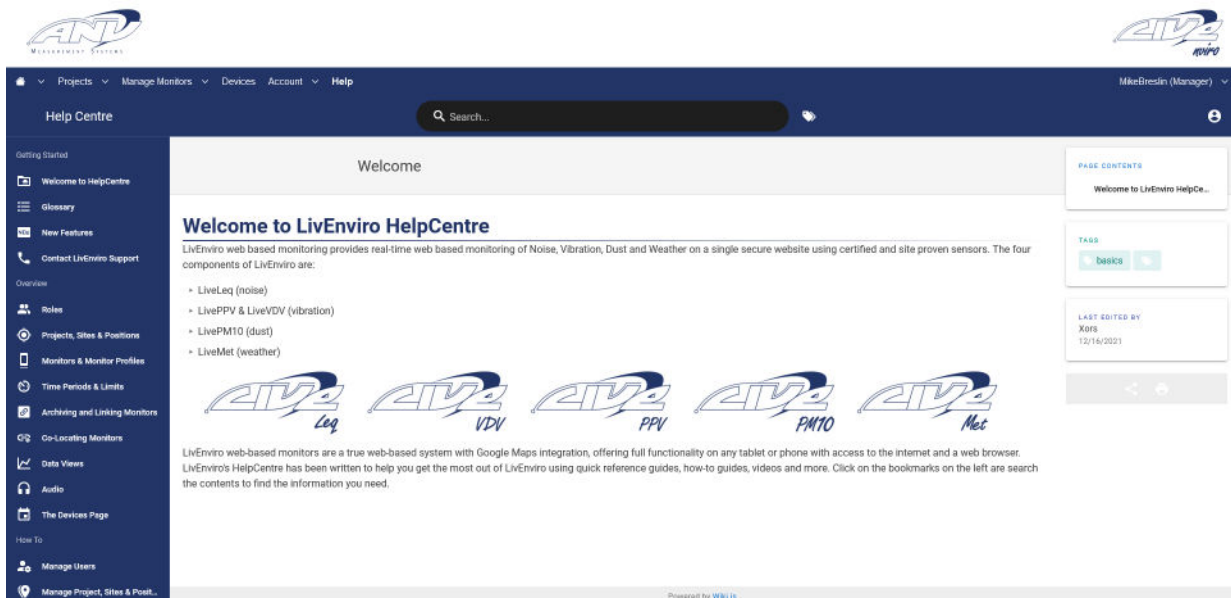 ANV
MEASUREMENT SYSTEMS
LIVE
nviro
Projects Manage Monitors Devices Account Help
MikeBreslin (Manager)
Help Centre
Search...
Getting Started
Welcome to HelpCentre
Glossary
New Features
Contact LivEnviro Support
Overview
Roles
Projects, Sites & Positions
Monitors & Monitor Profiles
Time Periods & Limits
Archiving and Linking Monitors
Co-Locating Monitors
Data Views
Audio
The Devices Page
How To
Manage Users
Manage Project, Sites & Posit...
Welcome
Welcome to LivEnviro HelpCentre
LivEnviro web based monitoring provides real-time web based monitoring of Noise, Vibration, Dust and Weather on a single secure website using certified and site proven sensors. The four
components of LivEnviro are:
LiveLeq (noise)
LivePPV & LiveVDV (vibration)
LivePM10 (dust)
LiveMet (weather)
LIVE LIVE LIVE LIVE LIVE
Leq VDV PPV PM10 Met
LivEnviro web-based monitors are a true web-based system with Google Maps integration, offering full functionality on any tablet or phone with access to the internet and a web browser.
LivEnviro's HelpCentre has been written to help you get the most out of LivEnviro using quick reference guides, how-to guides, videos and more. Click on the bookmarks on the left are search
the contents to find the information you need.
PAGE CONTENTS
Welcome to LivEnviro HelpCe...
TAGS
basics
LAST EDITED BY
Xors
12/16/2021
Powered by Wiki.js